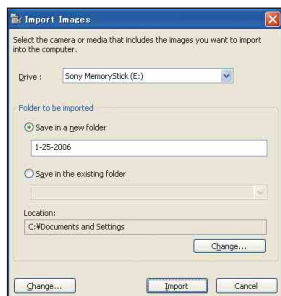 Import Images
Select the camera or media that includes the images you want to import
into the computer.
Drive :
Sony MemoryStick (E:)
Folder to be imported
Save in a new folder
1-25-2006
Save in the existing folder
Location:
C:¥Documents and Settings
Change...
Change...
Import
Cancel